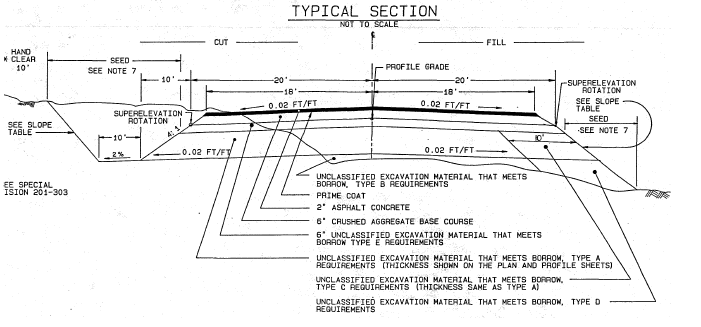 TYPICAL SECTION
NOT TO SCALE
HAND
CLEAR
10'
SEED
SEE NOTE 7
CUT
FILL
10'
20'
20'
18'
18'
PROFILE GRADE
0.02 FT/FT
0.02 FT/FT
SUPERELEVATION
ROTATION
SUPERELEVATION
ROTATION
SEE SLOPE
TABLE
SEED
SEE NOTE 7
SEE SLOPE
TABLE
4:1
10'
10'
2%
0.02 FT/FT
0.02 FT/FT
EE SPECIAL
ISION 201-303
UNCLASSIFIED EXCAVATION MATERIAL THAT MEETS
BORROW, TYPE B REQUIREMENTS
PRIME COAT
2" ASPHALT CONCRETE
6" CRUSHED AGGREGATE BASE COURSE
6" UNCLASSIFIED EXCAVATION MATERIAL THAT MEETS
BORROW TYPE E REQUIREMENTS
UNCLASSIFIED EXCAVATION MATERIAL THAT MEETS BORROW, TYPE A
REQUIREMENTS (THICKNESS SHOWN ON THE PLAN AND PROFILE SHEETS)
UNCLASSIFIED EXCAVATION MATERIAL THAT MEETS BORROW,
TYPE C REQUIREMENTS (THICKNESS SAME AS TYPE A)
UNCLASSIFIED EXCAVATION MATERIAL THAT MEETS BORROW, TYPE D
REQUIREMENTS